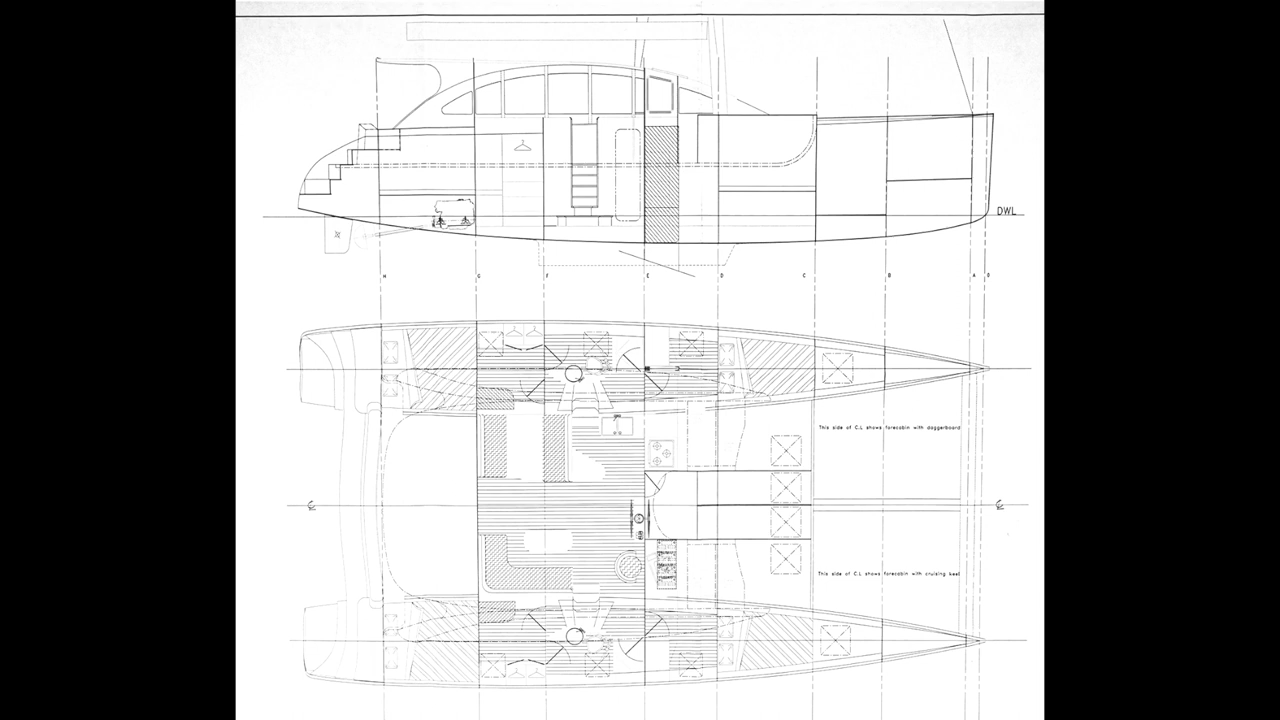 DWL
H G F E D C B A 0
This side of C.L shows forecabin with daggerboard
This side of C.L shows forecabin with cruising keel